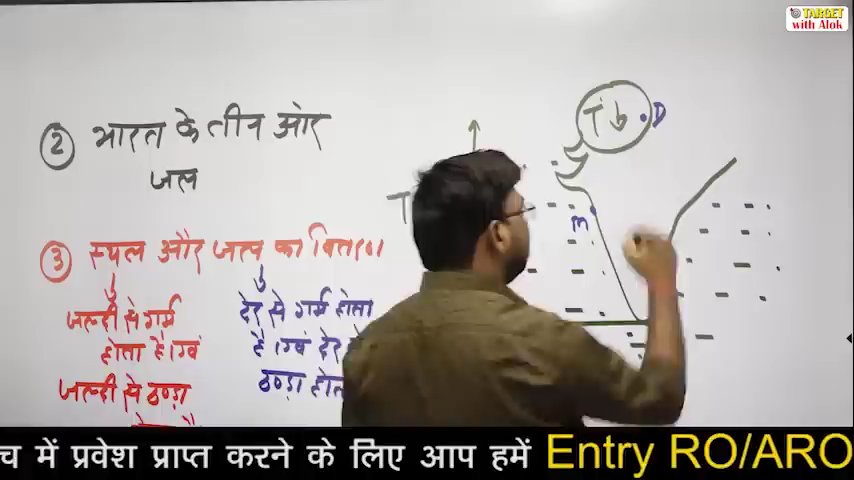 TARGET
with Alok
② भारत के तीन ओर
जल
③ स्थल और जल का वितरण
जल्दी से गर्म
होता है। एवं
जल्दी से ठण्डा
देर से गर्म होता
है। एवं देर
ठण्डा होता
T
T↓
D
m
च में प्रवेश प्राप्त करने के लिए आप हमें Entry RO/ARO